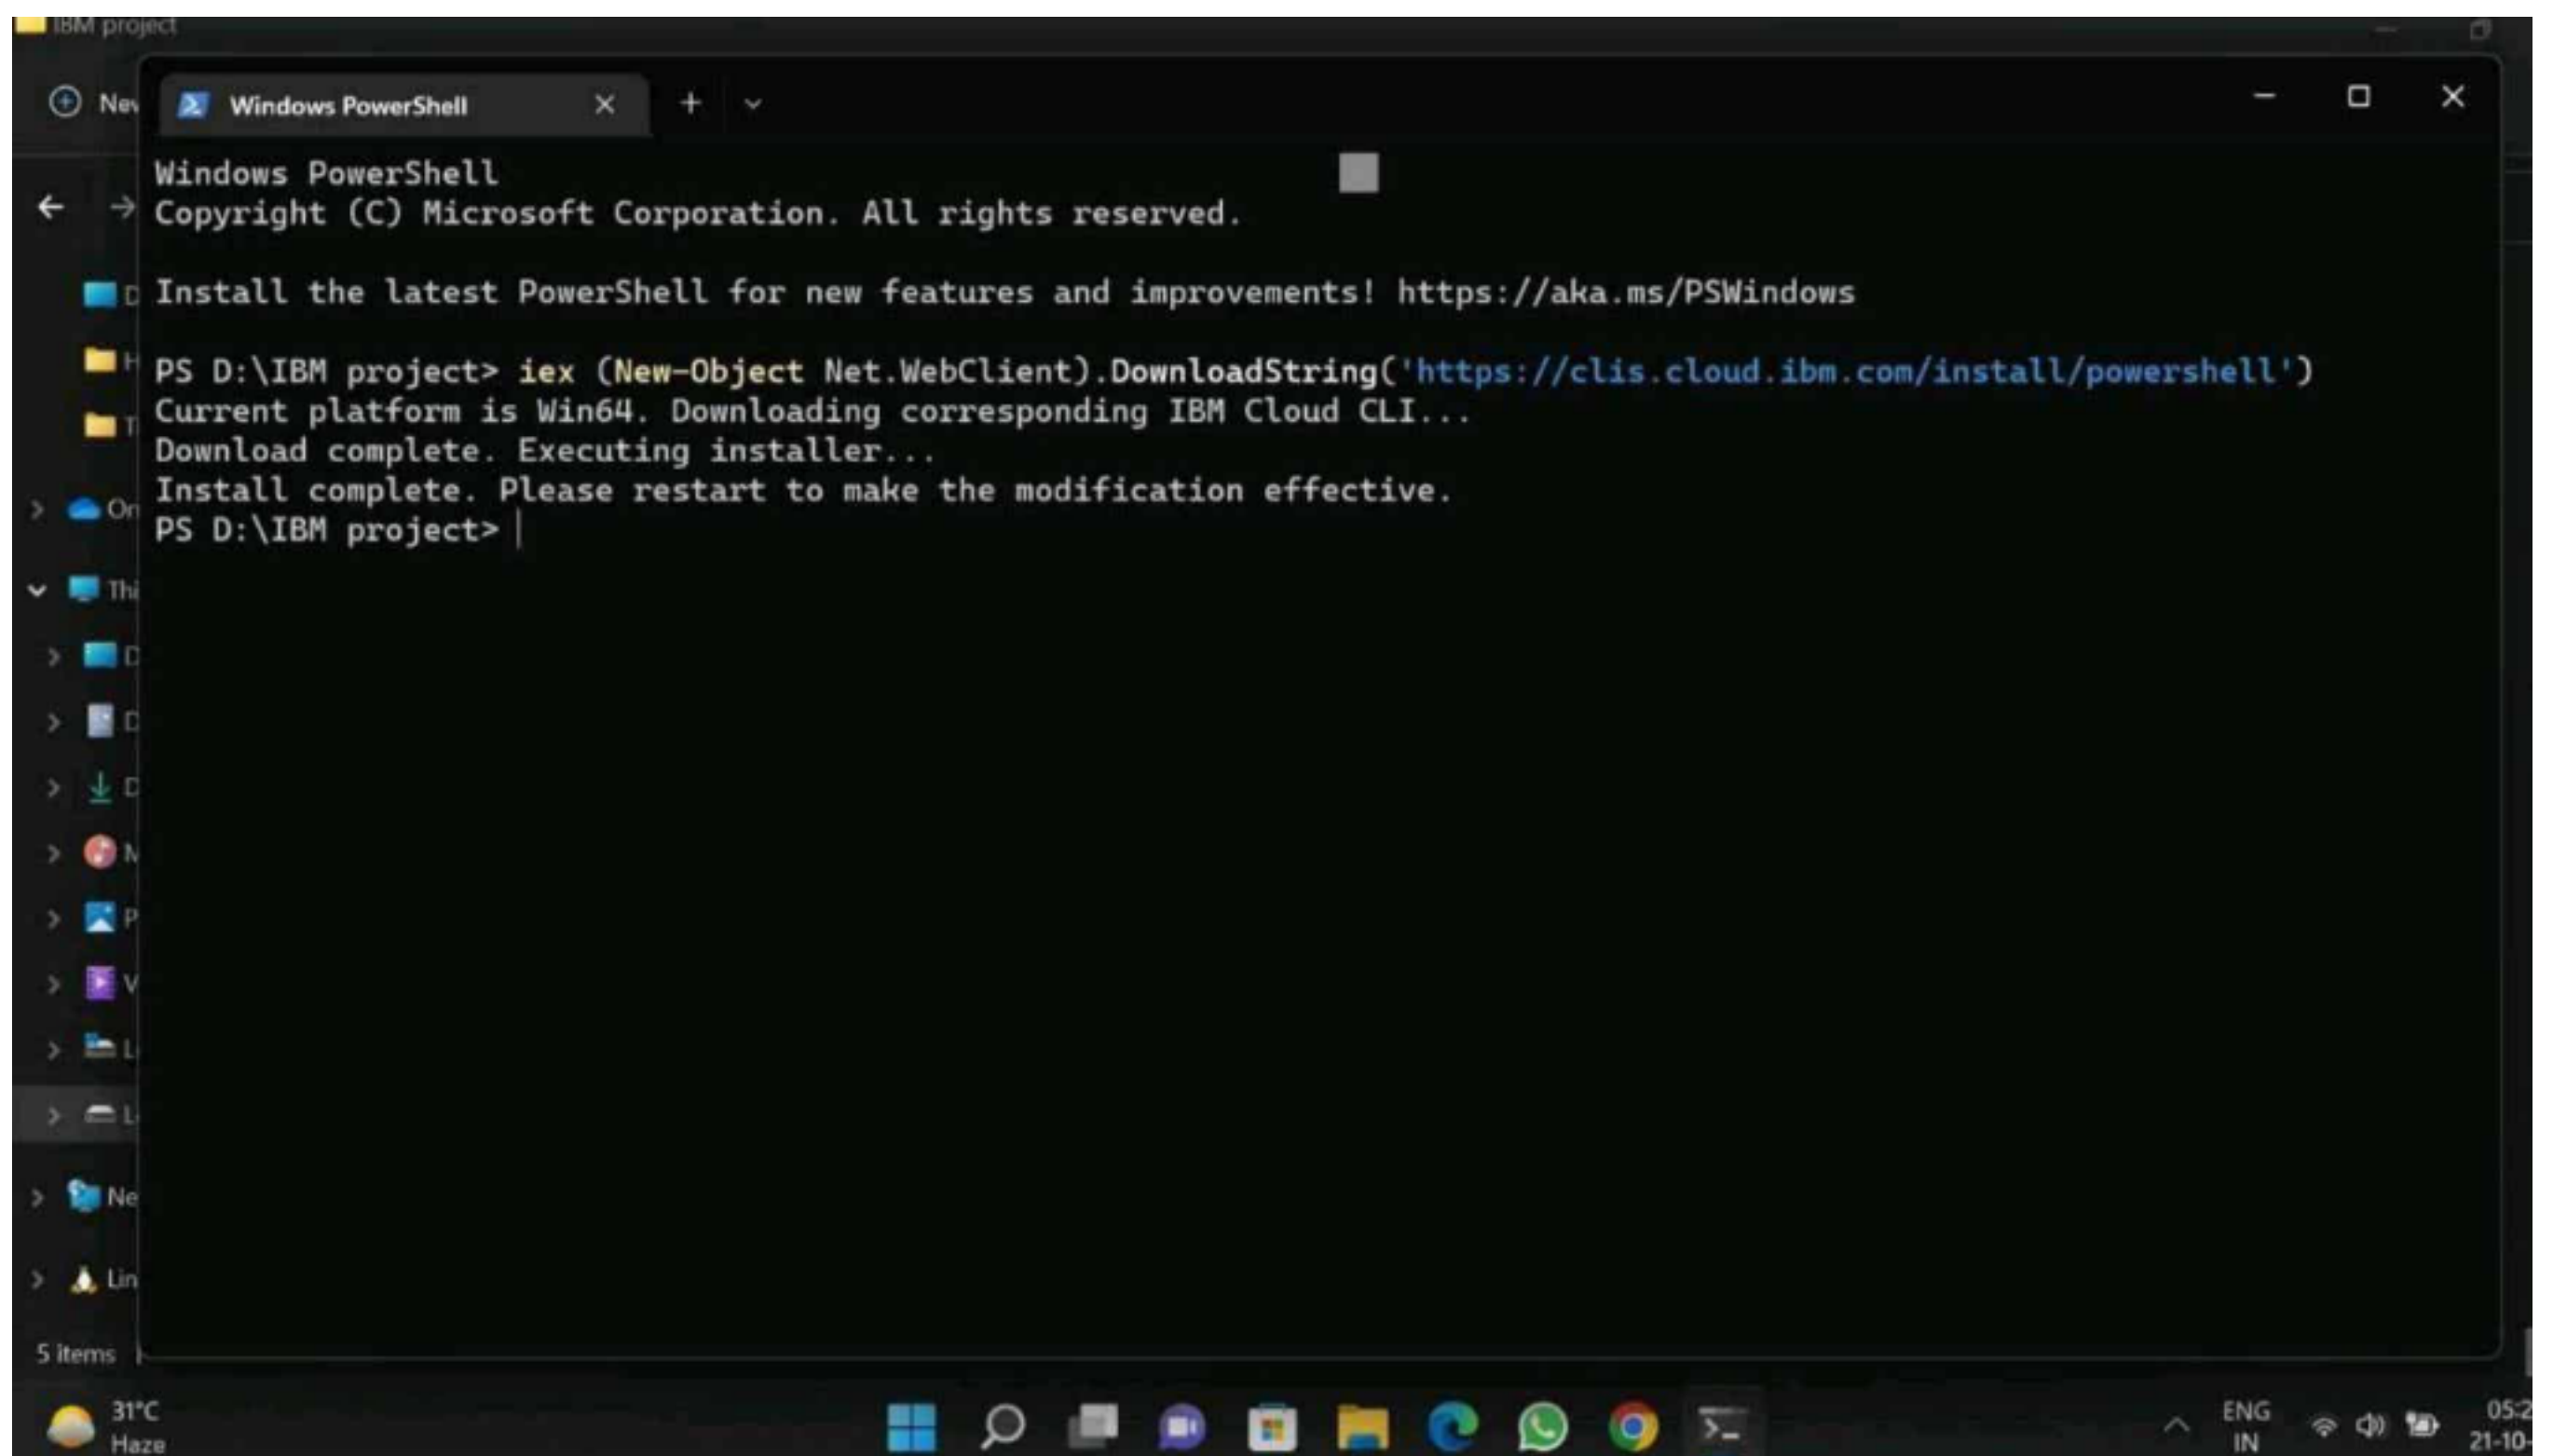 IBM project
Windows PowerShell
Windows PowerShell
Copyright (C) Microsoft Corporation. All rights reserved.
Install the latest PowerShell for new features and improvements! https://aka.ms/PSWindows
PS D:\IBM project> iex (New-Object Net.WebClient).DownloadString('https://clis.cloud.ibm.com/install/powershell')
Current platform is Win64. Downloading corresponding IBM Cloud CLI...
Download complete. Executing installer...
Install complete. Please restart to make the modification effective.
PS D:\IBM project>
5 items
31°C
Haze
ENG
IN